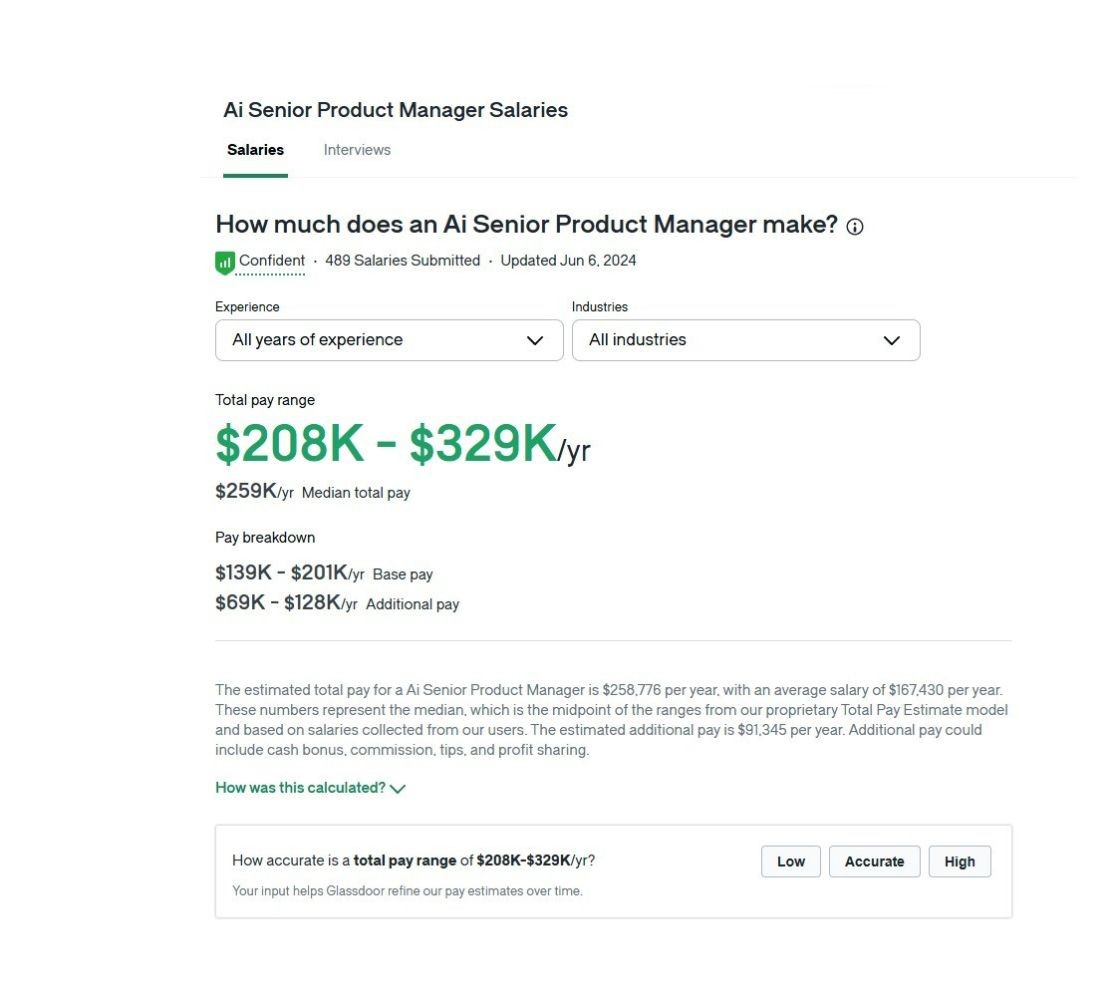 Ai Senior Product Manager Salaries
Salaries Interviews
How much does an Ai Senior Product Manager make?
Confident · 489 Salaries Submitted · Updated Jun 6, 2024
Experience Industries
All years of experience All industries
Total pay range
$208K - $329K/yr
$259K/yr Median total pay
Pay breakdown
$139K - $201K/yr Base pay
$69K - $128K/yr Additional pay
The estimated total pay for a Ai Senior Product Manager is $258,776 per year, with an average salary of $167,430 per year.
These numbers represent the median, which is the midpoint of the ranges from our proprietary Total Pay Estimate model
and based on salaries collected from our users. The estimated additional pay is $91,345 per year. Additional pay could
include cash bonus, commission, tips, and profit sharing.
How was this calculated?
How accurate is a total pay range of $208K-$329K/yr? Low Accurate High
Your input helps Glassdoor refine our pay estimates over time.